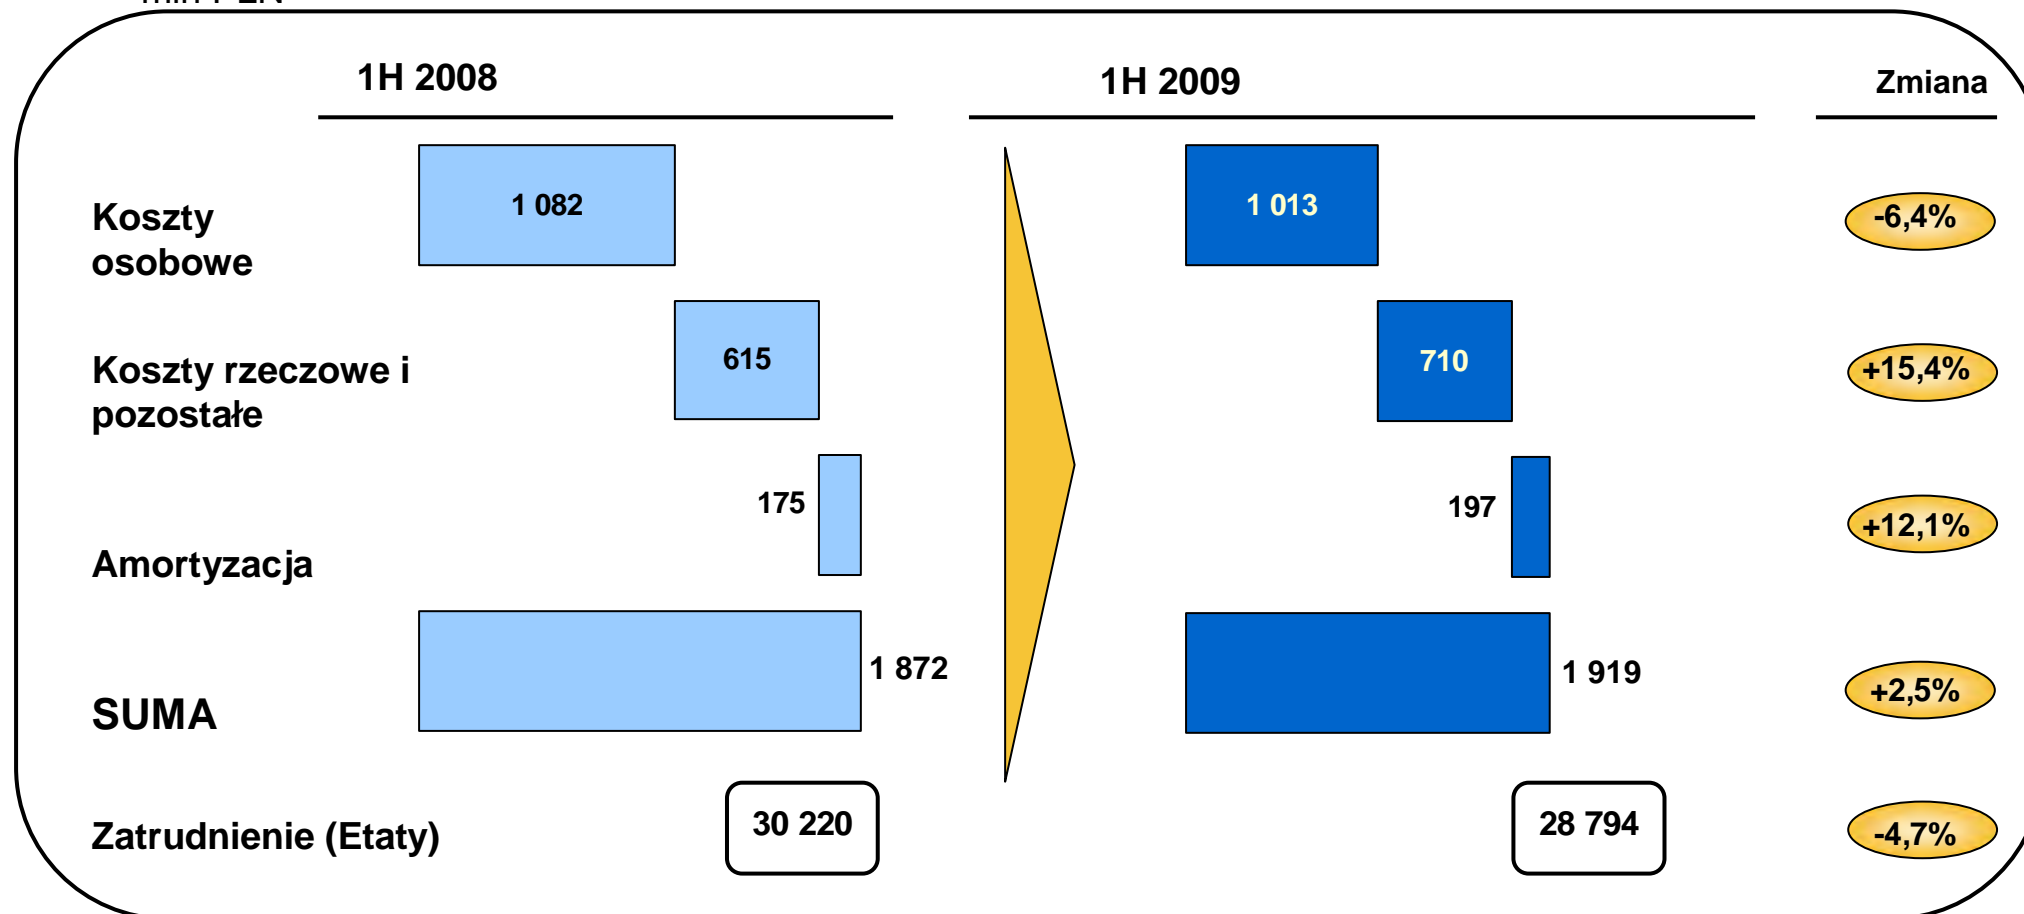 mln PLN
1H 2008
1H 2009
Zmiana
Koszty
osobowe
1 082
1 013
-6,4%
Koszty rzeczowe i
pozostałe
615
710
+15,4%
Amortyzacja
175
197
+12,1%
SUMA
1 872
1 919
+2,5%
Zatrudnienie (Etaty)
30 220
28 794
-4,7%